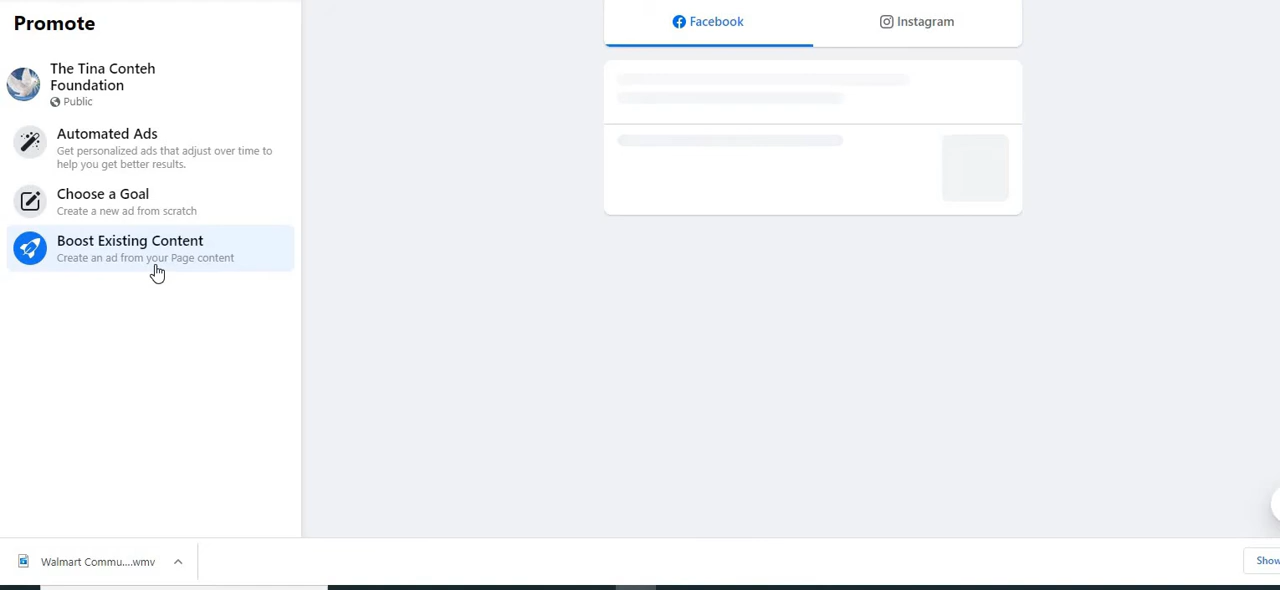 Promote
The Tina Conteh
Foundation
Public
Automated Ads
Get personalized ads that adjust over time to
help you get better results.
Choose a Goal
Create a new ad from scratch
Boost Existing Content
Create an ad from your Page content
Facebook
Instagram
Walmart Commu....wmv
Show